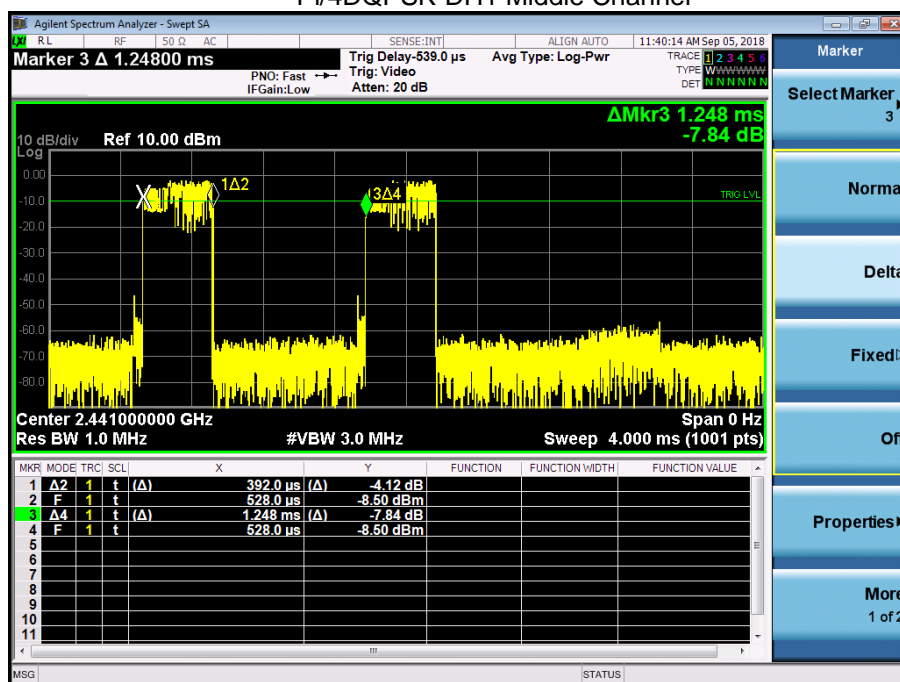 Agilent Spectrum Analyzer - Swept SA
LXI RL RF 50 Ω AC SENSE:INT ALIGN AUTO 11:40:14 AM Sep 05, 2018
Marker 3 Δ 1.24800 ms
PNO: Fast
IFGain:Low
Trig Delay-539.0 µs
Trig: Video
Atten: 20 dB
Avg Type: Log-Pwr
TRACE 1 2 3 4 5 6
TYPE WWWWWW
DET N N N N N N
ΔMkr3 1.248 ms
-7.84 dB
10 dB/div Ref 10.00 dBm
Log
0.00
-10.0
-20.0
-30.0
-40.0
-50.0
-60.0
-70.0
-80.0
1Δ2
3Δ4
TRIG LVL
Center 2.441000000 GHz Span 0 Hz
Res BW 1.0 MHz #VBW 3.0 MHz Sweep 4.000 ms (1001 pts)
MKR MODE TRC SCL X Y FUNCTION FUNCTION WIDTH FUNCTION VALUE
1 Δ2 1 t (Δ) 392.0 µs (Δ) -4.12 dB
2 F 1 t 528.0 µs -8.50 dBm
3 Δ4 1 t (Δ) 1.248 ms (Δ) -7.84 dB
4 F 1 t 528.0 µs -8.50 dBm
5
6
7
8
9
10
11
MSG STATUS
Marker
Select Marker
3
Norma
Delta
Fixed
Of
Properties
More
1 of 2